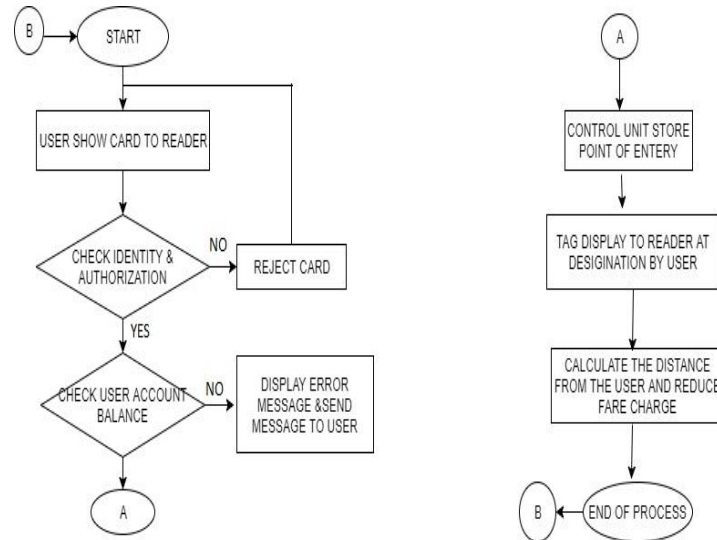 B
START
USER SHOW CARD TO READER
CHECK IDENTITY &
AUTHORIZATION
NO
REJECT CARD
YES
CHECK USER ACCOUNT
BALANCE
NO
DISPLAY ERROR
MESSAGE &SEND
MESSAGE TO USER
A
A
CONTROL UNIT STORE
POINT OF ENTERY
TAG DISPLAY TO READER AT
DESIGINATION BY USER
CALCULATE THE DISTANCE
FROM THE USER AND REDUCE
FARE CHARGE
END OF PROCESS
B